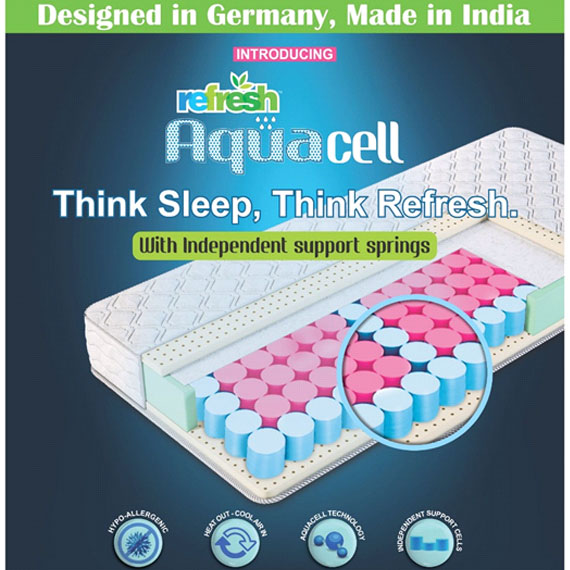 Designed in Germany, Made in India
INTRODUCING
refresh™
Aquacell
Think Sleep, Think Refresh.
With Independent support springs
HYPO-ALLERGENIC
HEAT OUT - COOL AIR IN
AQUACELL TECHNOLOGY
INDEPENDENT SUPPORT CELLS